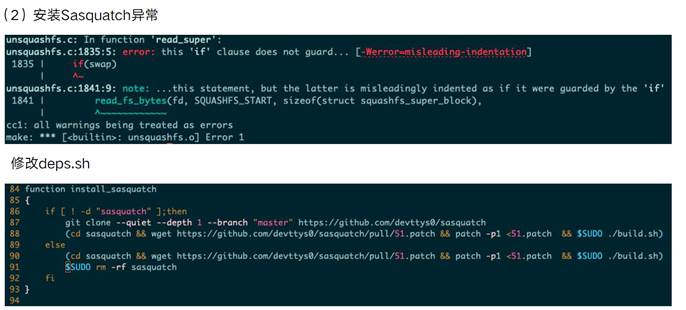 （2）安装Sasquatch异常
unsquashfs.c: In function 'read_super':
unsquashfs.c:1835:5: error: this 'if' clause does not guard... [-Werror=misleading-indentation]
 1835 |     if(swap)
      |     ^~
unsquashfs.c:1841:9: note: ...this statement, but the latter is misleadingly indented as if it were guarded by the 'if'
 1841 |         read_fs_bytes(fd, SQUASHFS_START, sizeof(struct squashfs_super_block),
      |         ^~~~~~~~~~~~~
cc1: all warnings being treated as errors
make: *** [<builtin>: unsquashfs.o] Error 1
修改deps.sh
84 function install_sasquatch
85 {
86     if [ ! -d "sasquatch" ];then
87         git clone --quiet --depth 1 --branch "master" https://github.com/devttys0/sasquatch
88         (cd sasquatch && wget https://github.com/devttys0/sasquatch/pull/51.patch && patch -p1 <51.patch  && $SUDO ./build.sh)
89     else
90         (cd sasquatch && wget https://github.com/devttys0/sasquatch/pull/51.patch && patch -p1 <51.patch  && $SUDO ./build.sh)
91         $SUDO rm -rf sasquatch
92     fi
93 }
94